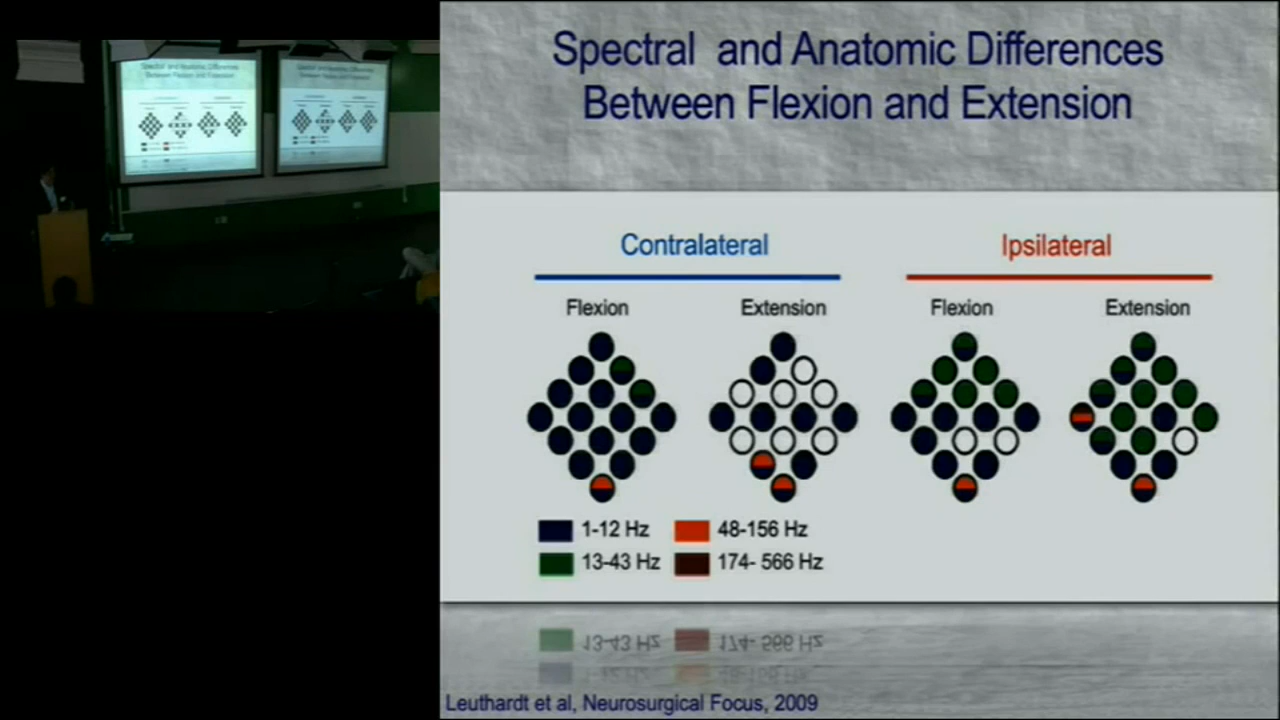 Spectral and Anatomic Differences
Between Flexion and Extension
Contralateral
Ipsilateral
Flexion
Extension
Flexion
Extension
1-12 Hz
48-156 Hz
13-43 Hz
174- 566 Hz
Leuthardt et al, Neurosurgical Focus, 2009